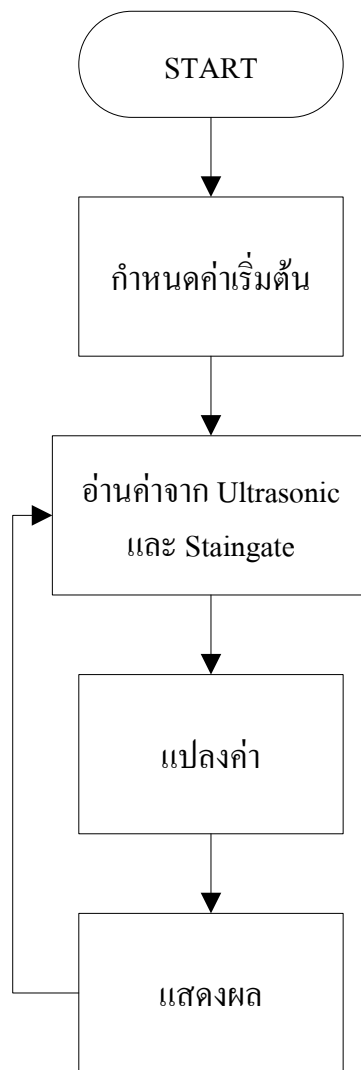 START
กำหนดค่าเริ่มต้น
อ่านค่าจาก Ultrasonic
และ Staingate
แปลงค่า
แสดงผล